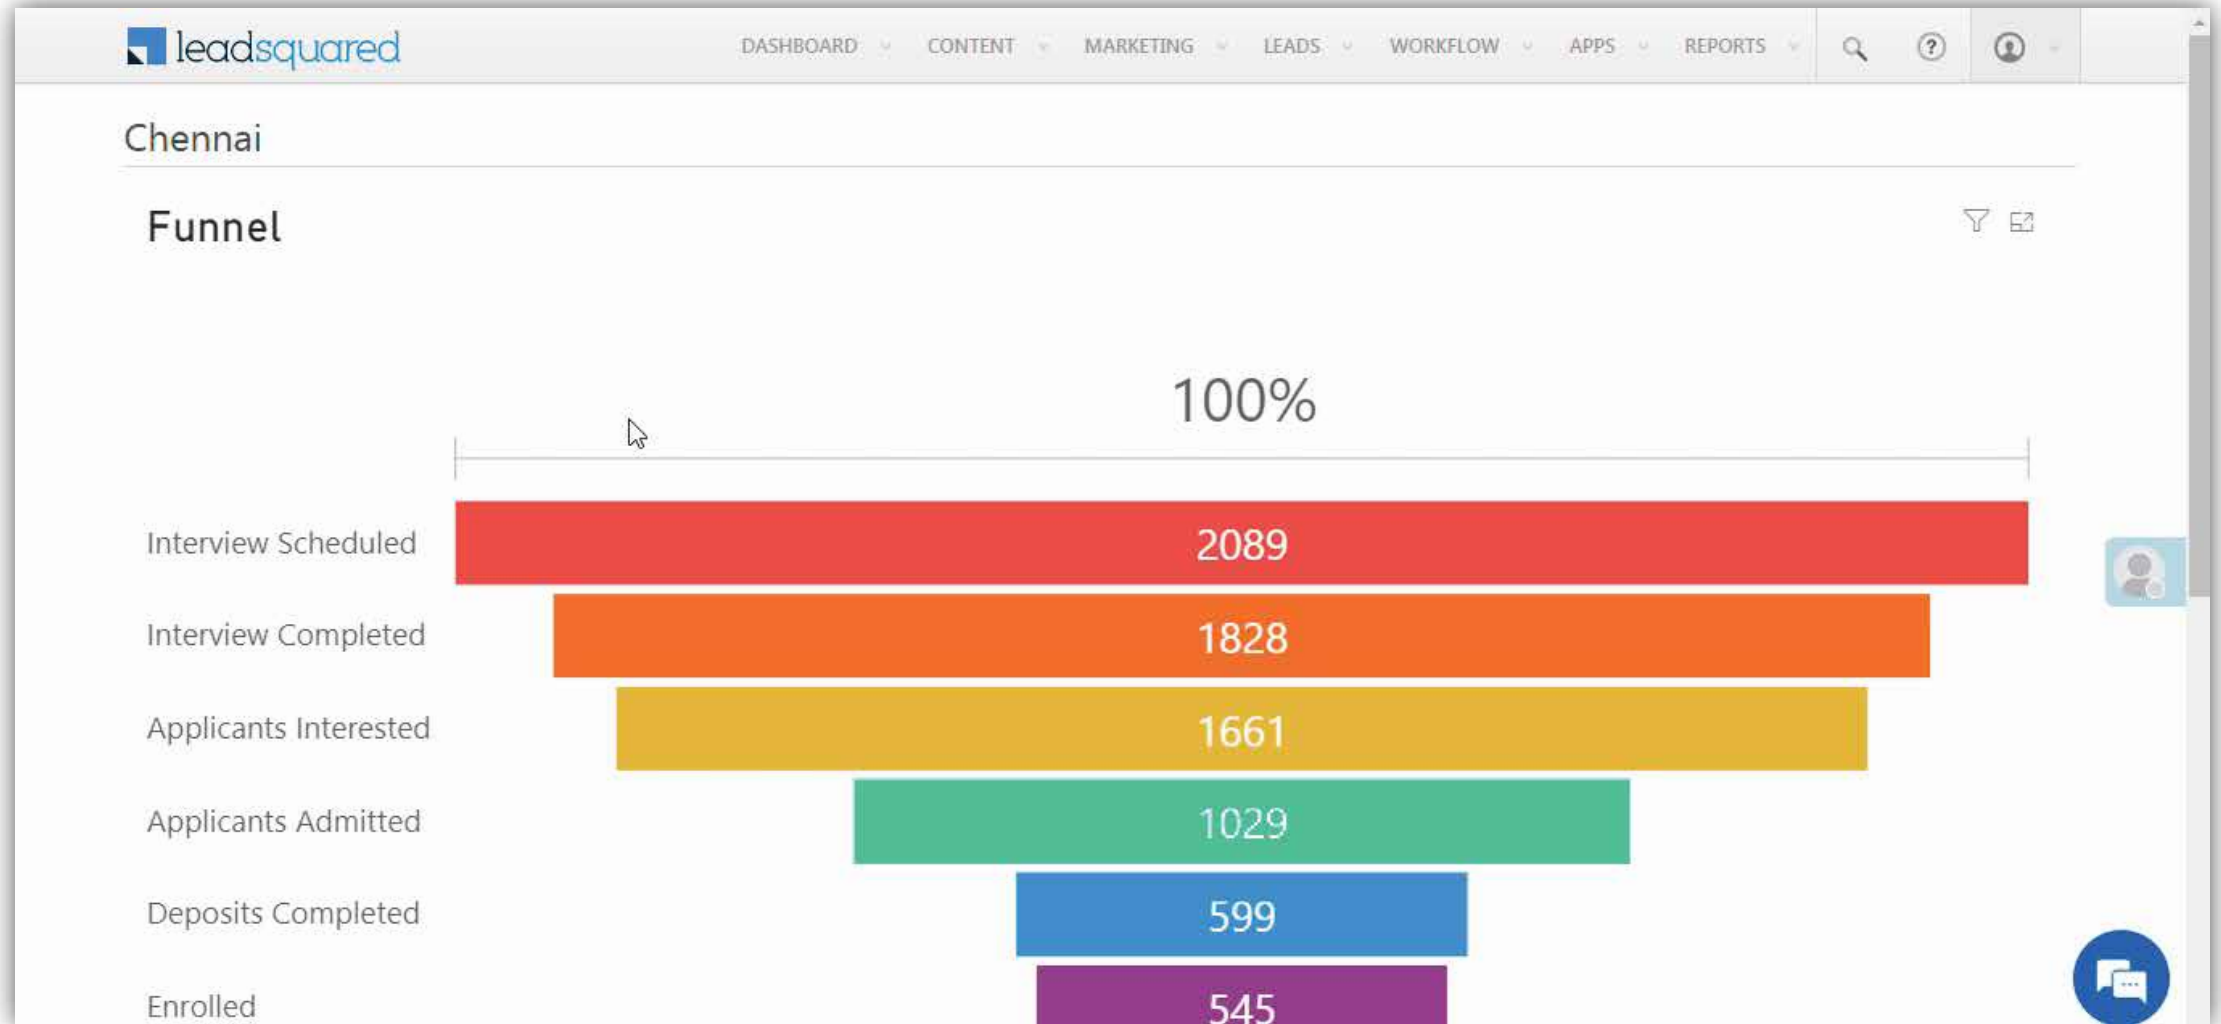 leadsquared
DASHBOARD CONTENT MARKETING LEADS WORKFLOW APPS REPORTS ?
Chennai
Funnel
100%
Interview Scheduled 2089
Interview Completed 1828
Applicants Interested 1661
Applicants Admitted 1029
Deposits Completed 599
Enrolled 545